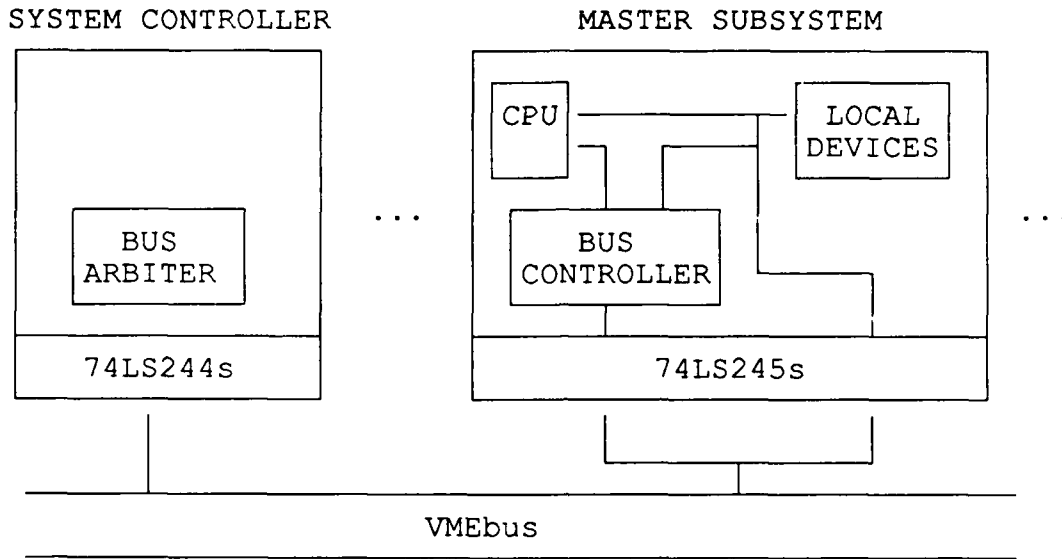 SYSTEM CONTROLLER
MASTER SUBSYSTEM
CPU
LOCAL
DEVICES
...
...
BUS
ARBITER
BUS
CONTROLLER
74LS244s
74LS245s
VMEbus